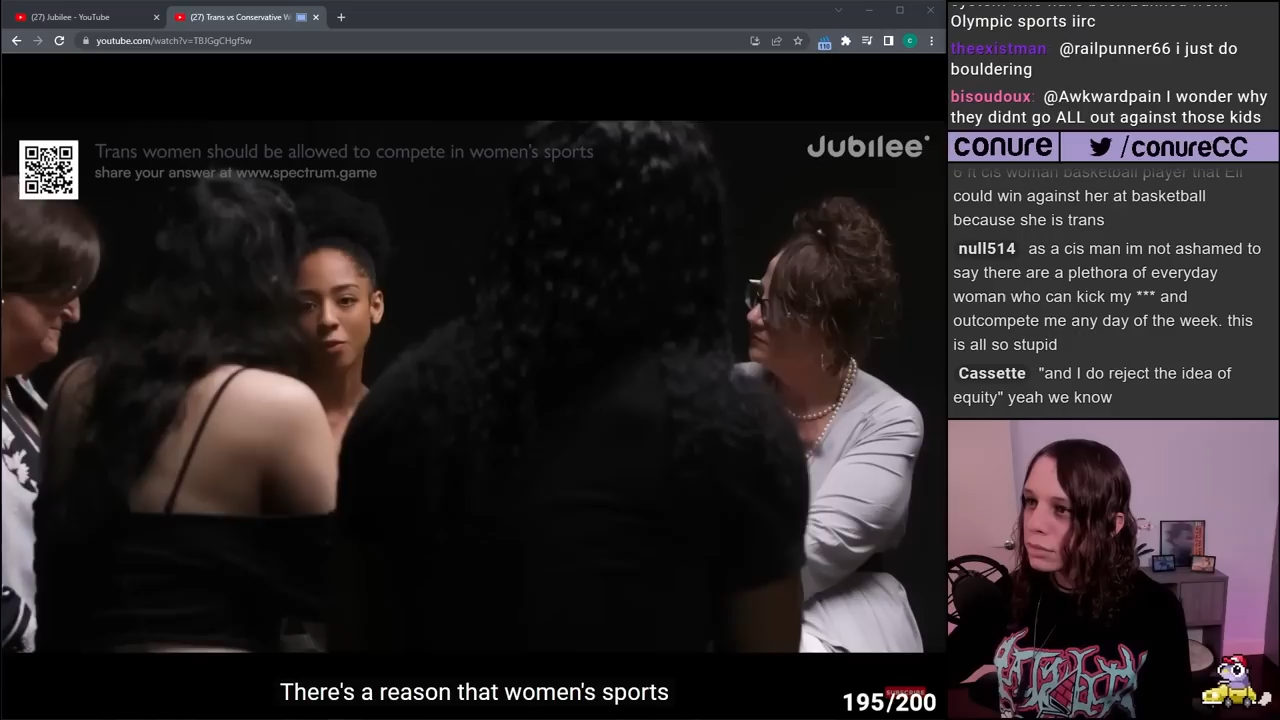 (27) Jubilee - YouTube
(27) Trans vs Conservative W
youtube.com/watch?v=TBJGgCHgf5w
Trans women should be allowed to compete in women's sports
share your answer at www.spectrum.game
Jubilee
There's a reason that women's sports
SUBSCRIBE
195/200
Olympic sports iirc
theexistman: @railpunner66 i just do
bouldering
bisoudoux: @Awkwardpain I wonder why
they didnt go ALL out against those kids
conure
/conureCC
could win against her at basketball
because she is trans
null514 as a cis man im not ashamed to
say there are a plethora of everyday
woman who can kick my *** and
outcompete me any day of the week. this
is all so stupid
Cassette "and I do reject the idea of
equity" yeah we know